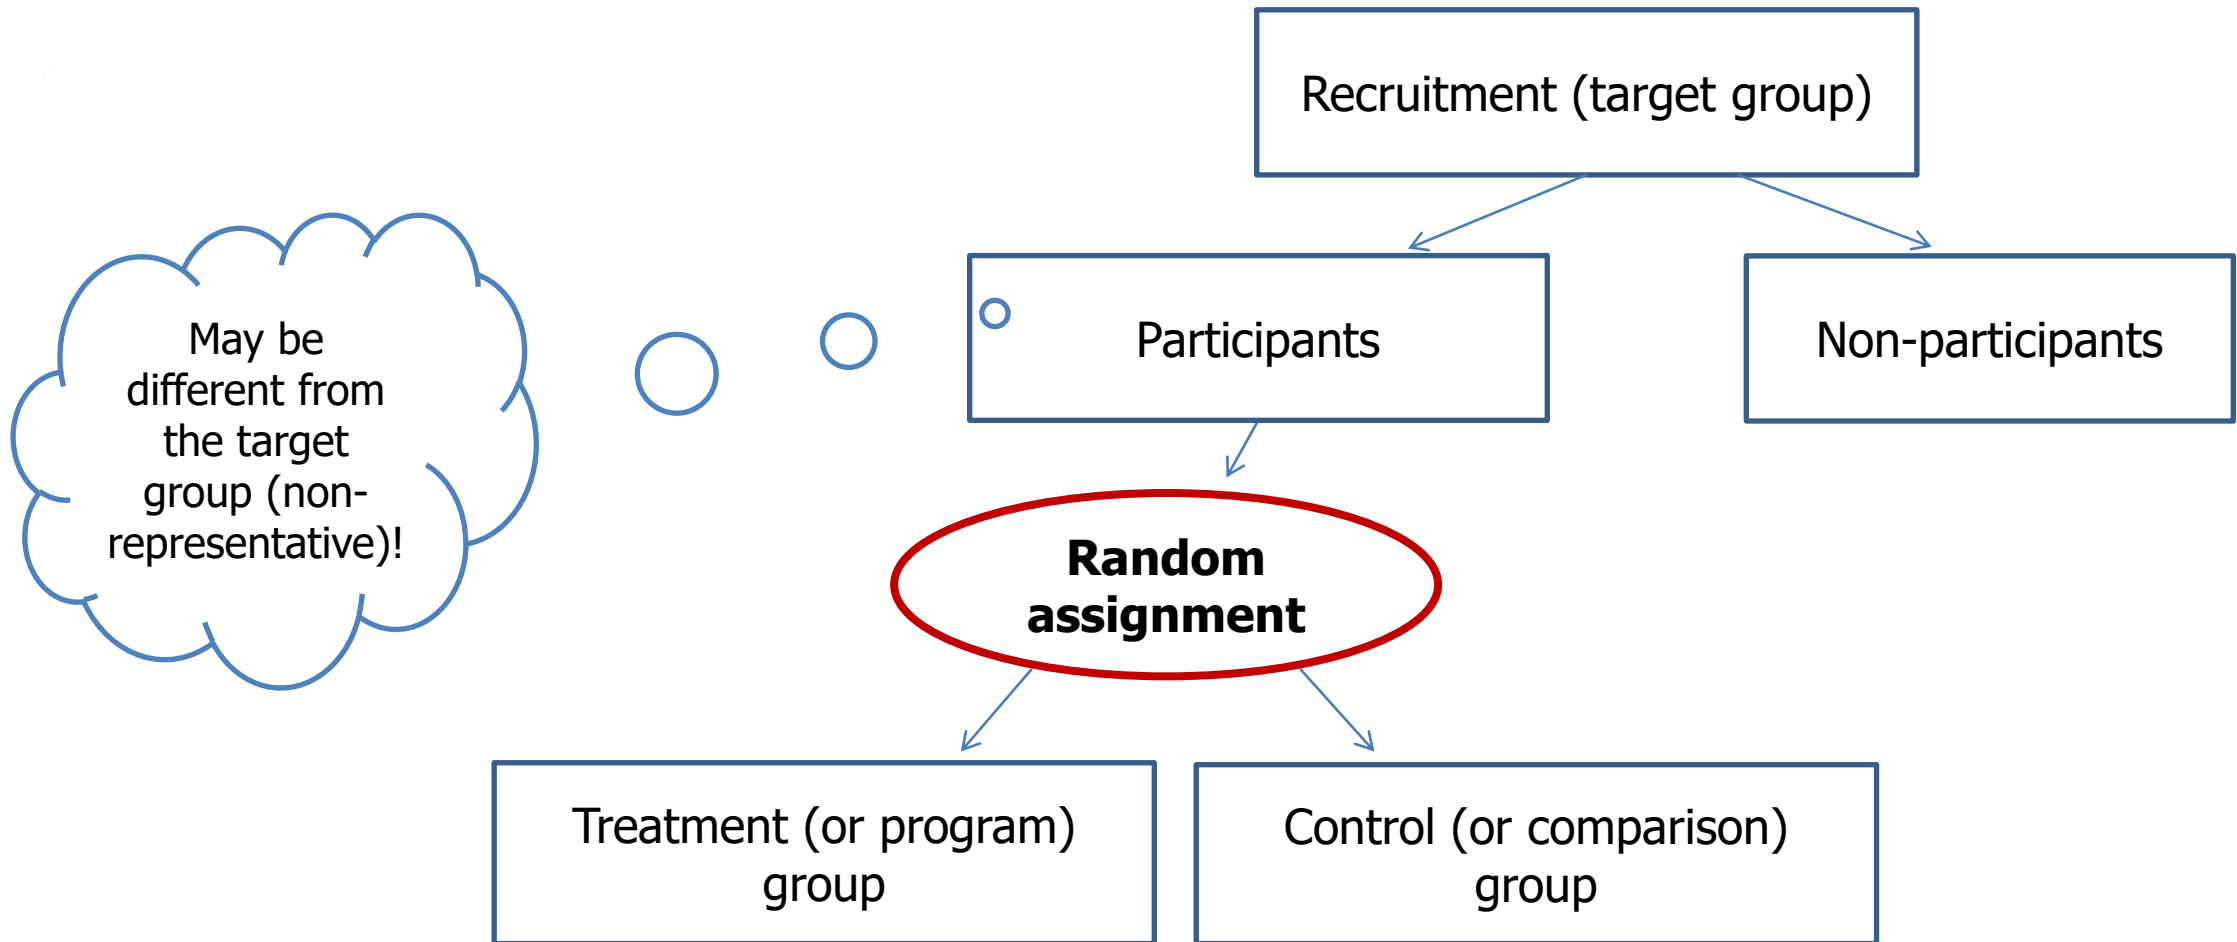 Recruitment (target group)
May be
different from
the target
group (non-
representative)!
Participants
Non-participants
Random
assignment
Treatment (or program)
group
Control (or comparison)
group